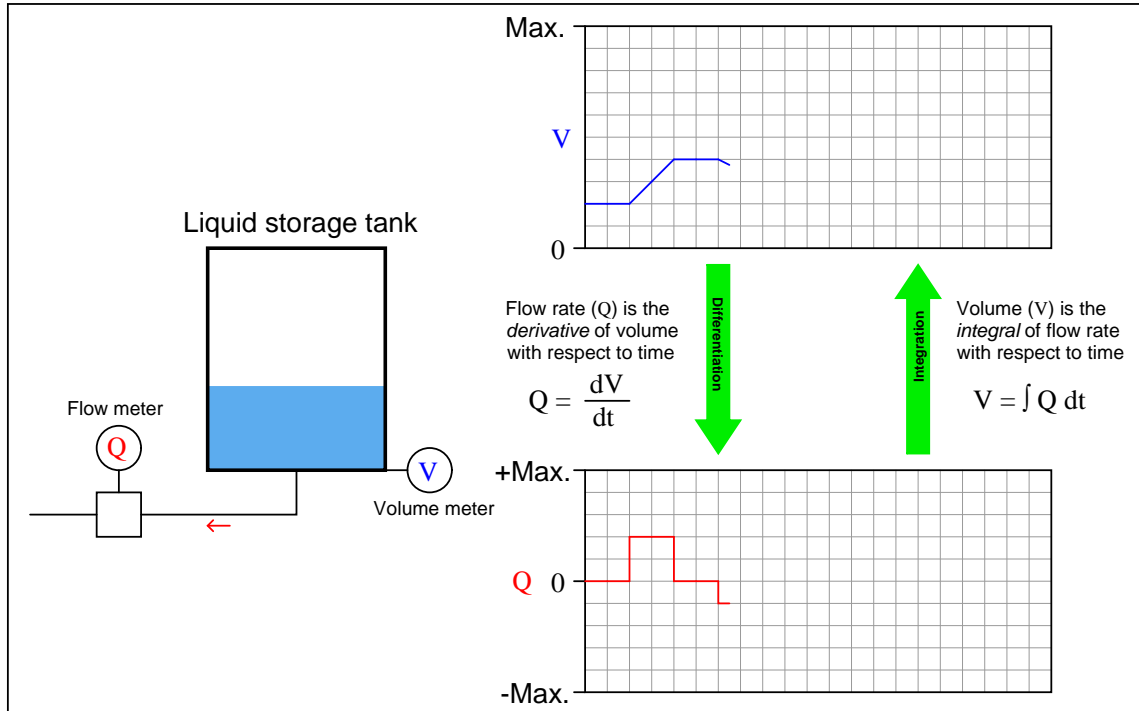 Max.
V
0
Liquid storage tank
Flow meter
Q
V
Volume meter
Flow rate (Q) is the
derivative of volume
with respect to time
Q = dV
dt
Differentiation
Integration
Volume (V) is the
integral of flow rate
with respect to time
V = ∫ Q dt
+Max.
Q 0
-Max.